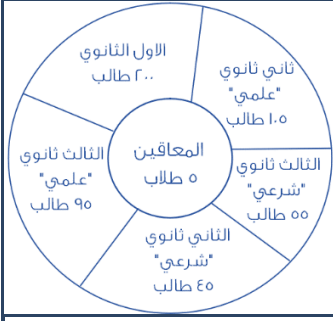 الاول الثانوي
٢٠٠ طالب
ثاني ثانوي
"علمي"
١٠٥ طالب
الثالث ثانوي
"شرعي"
٥٥ طالب
الثاني ثانوي
"شرعي"
٤٥ طالب
الثالث ثانوي
"علمي"
٩٥ طالب
المعاقين
٥ طلاب